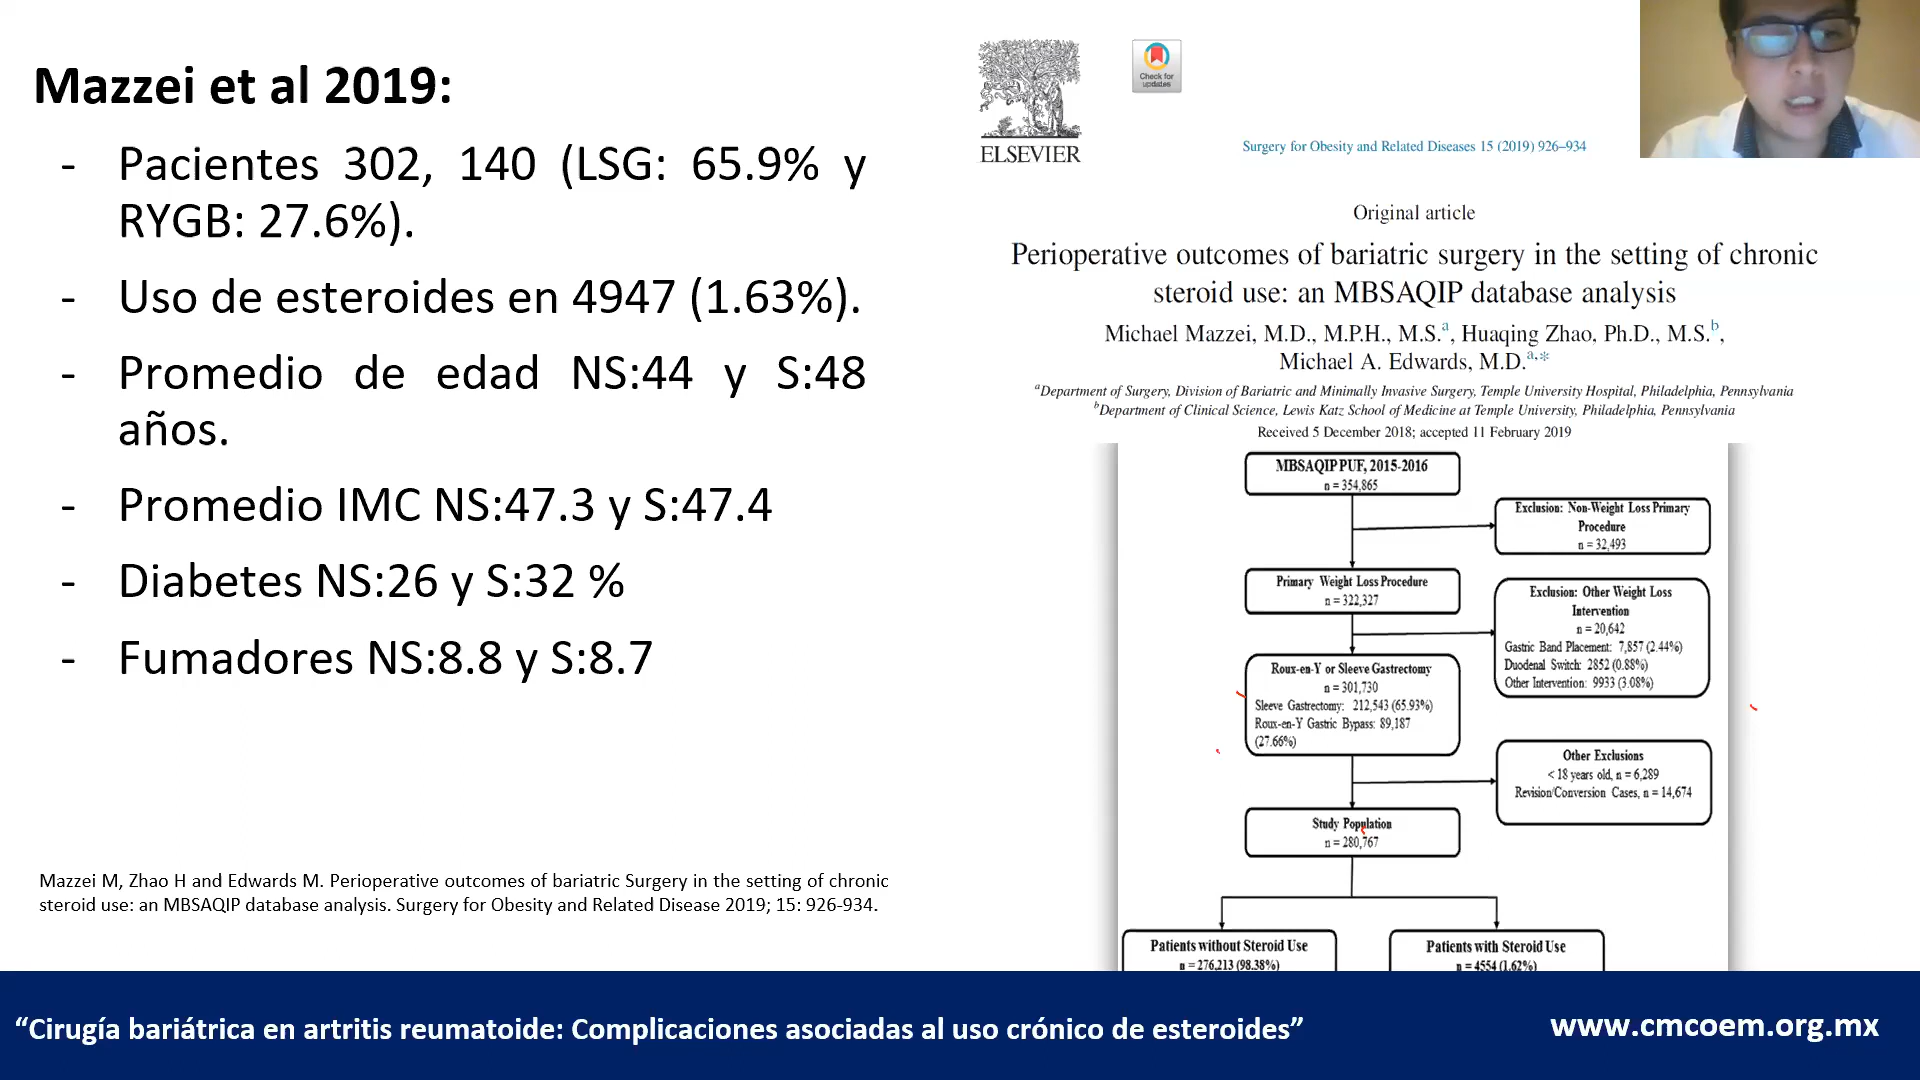 Mazzei et al 2019:
- Pacientes 302, 140 (LSG: 65.9% y
RYGB: 27.6%).
- Uso de esteroides en 4947 (1.63%).
- Promedio de edad NS:44 y S:48
años.
- Promedio IMC NS:47.3 y S:47.4
- Diabetes NS:26 y S:32 %
- Fumadores NS:8.8 y S:8.7
Mazzei M, Zhao H and Edwards M. Perioperative outcomes of bariatric Surgery in the setting of chronic
steroid use: an MBSAQIP database analysis. Surgery for Obesity and Related Disease 2019; 15: 926-934.
ELSEVIER
Check for
updates
Surgery for Obesity and Related Diseases 15 (2019) 926–934
Original article
Perioperative outcomes of bariatric surgery in the setting of chronic
steroid use: an MBSAQIP database analysis
Michael Mazzei, M.D., M.P.H., M.S.a, Huaqing Zhao, Ph.D., M.S.b,
Michael A. Edwards, M.D.a,*
aDepartment of Surgery, Division of Bariatric and Minimally Invasive Surgery, Temple University Hospital, Philadelphia, Pennsylvania
bDepartment of Clinical Science, Lewis Katz School of Medicine at Temple University, Philadelphia, Pennsylvania
Received 5 December 2018; accepted 11 February 2019
MBSAQIP PUF, 2015-2016
n = 354,865
Exclusion: Non-Weight Loss Primary
Procedure
n = 32,493
Primary Weight Loss Procedure
n = 322,327
Exclusion: Other Weight Loss
Intervention
n = 20,642
Gastric Band Placement: 7,857 (2.44%)
Duodenal Switch: 2852 (0.88%)
Other Intervention: 9933 (3.08%)
Roux-en-Y or Sleeve Gastrectomy
n = 301,730
Sleeve Gastrectomy: 212,543 (65.93%)
Roux-en-Y Gastric Bypass: 89,187
(27.66%)
Other Exclusions
< 18 years old, n = 6,289
Revision/Conversion Cases, n = 14,674
Study Population
n = 280,767
Patients without Steroid Use
n = 276,213 (98.38%)
Patients with Steroid Use
n = 4554 (1.62%)
“Cirugía bariátrica en artritis reumatoide: Complicaciones asociadas al uso crónico de esteroides”
www.cmcoem.org.mx